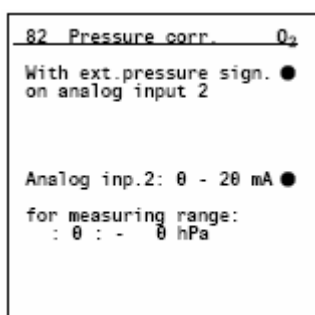 82 Pressure corr. O₂
With ext.pressure sign. ●
on analog input 2
Analog inp.2: 0 - 20 mA ●
for measuring range:
: 0 : - 0 hPa